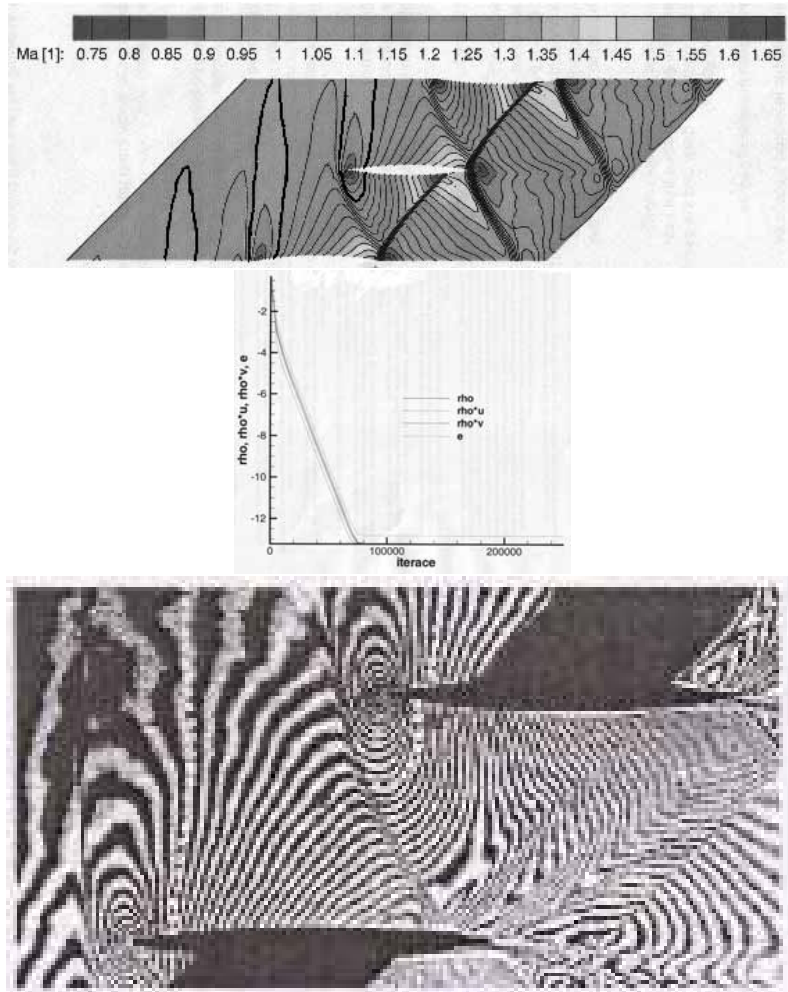 Ma [1]: 0.75 0.8 0.85 0.9 0.95 1 1.05 1.1 1.15 1.2 1.25 1.3 1.35 1.4 1.45 1.5 1.55 1.6 1.65
rho, rho*u, rho*v, e
-2
-4
-6
-8
-10
-12
rho
rho*u
rho*v
e
0 100000 200000
iterace